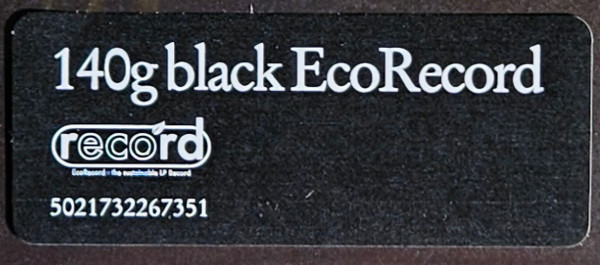 140g black EcoRecord
record
EcoRecord - the sustainable LP Record
5021732267351